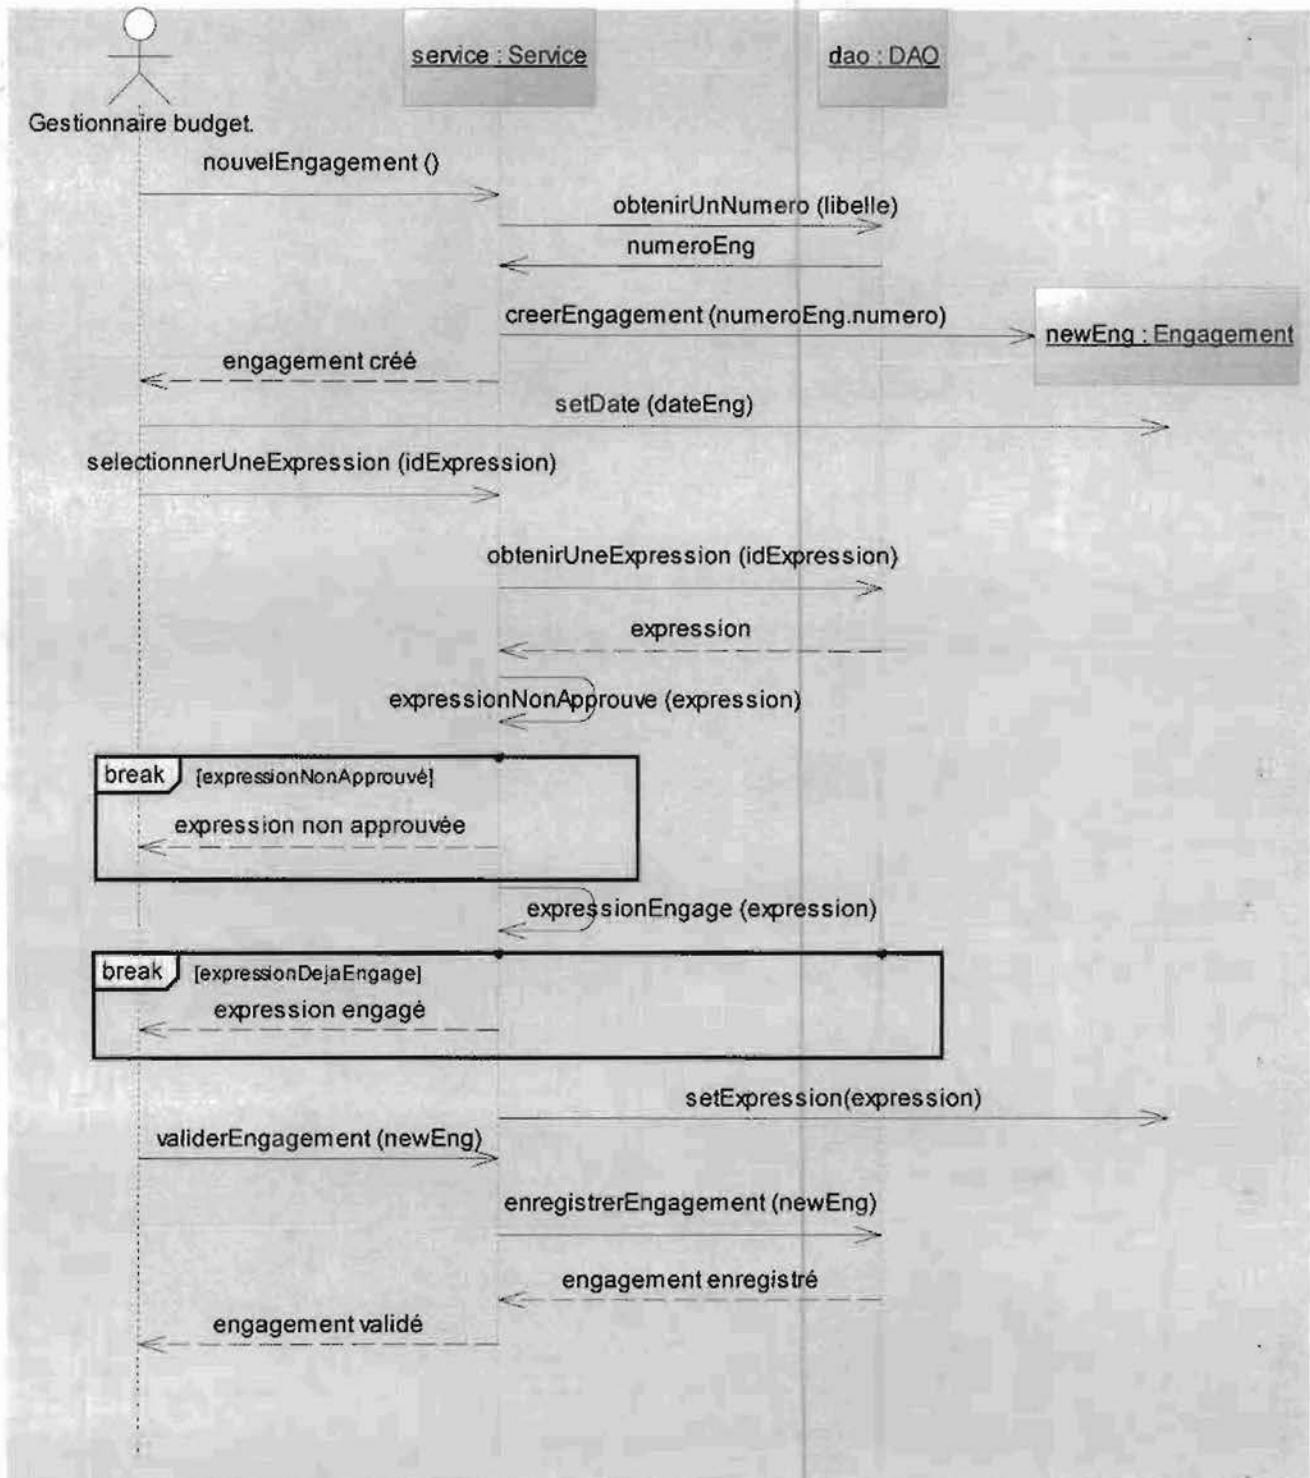 service : Service
dao : DAO
Gestionnaire budget.
nouvelEngagement ()
obtenirUnNumero (libelle)
numeroEng
creerEngagement (numeroEng.numero)
newEng : Engagement
engagement créé
setDate (dateEng)
selectionnerUneExpression (idExpression)
obtenirUneExpression (idExpression)
expression
expressionNonApprouve (expression)
break [expressionNonApprouvé]
expression non approuvée
expressionEngage (expression)
break [expressionDejaEngage]
expression engagé
setExpression(expression)
validerEngagement (newEng)
enregistrerEngagement (newEng)
engagement enregistré
engagement validé